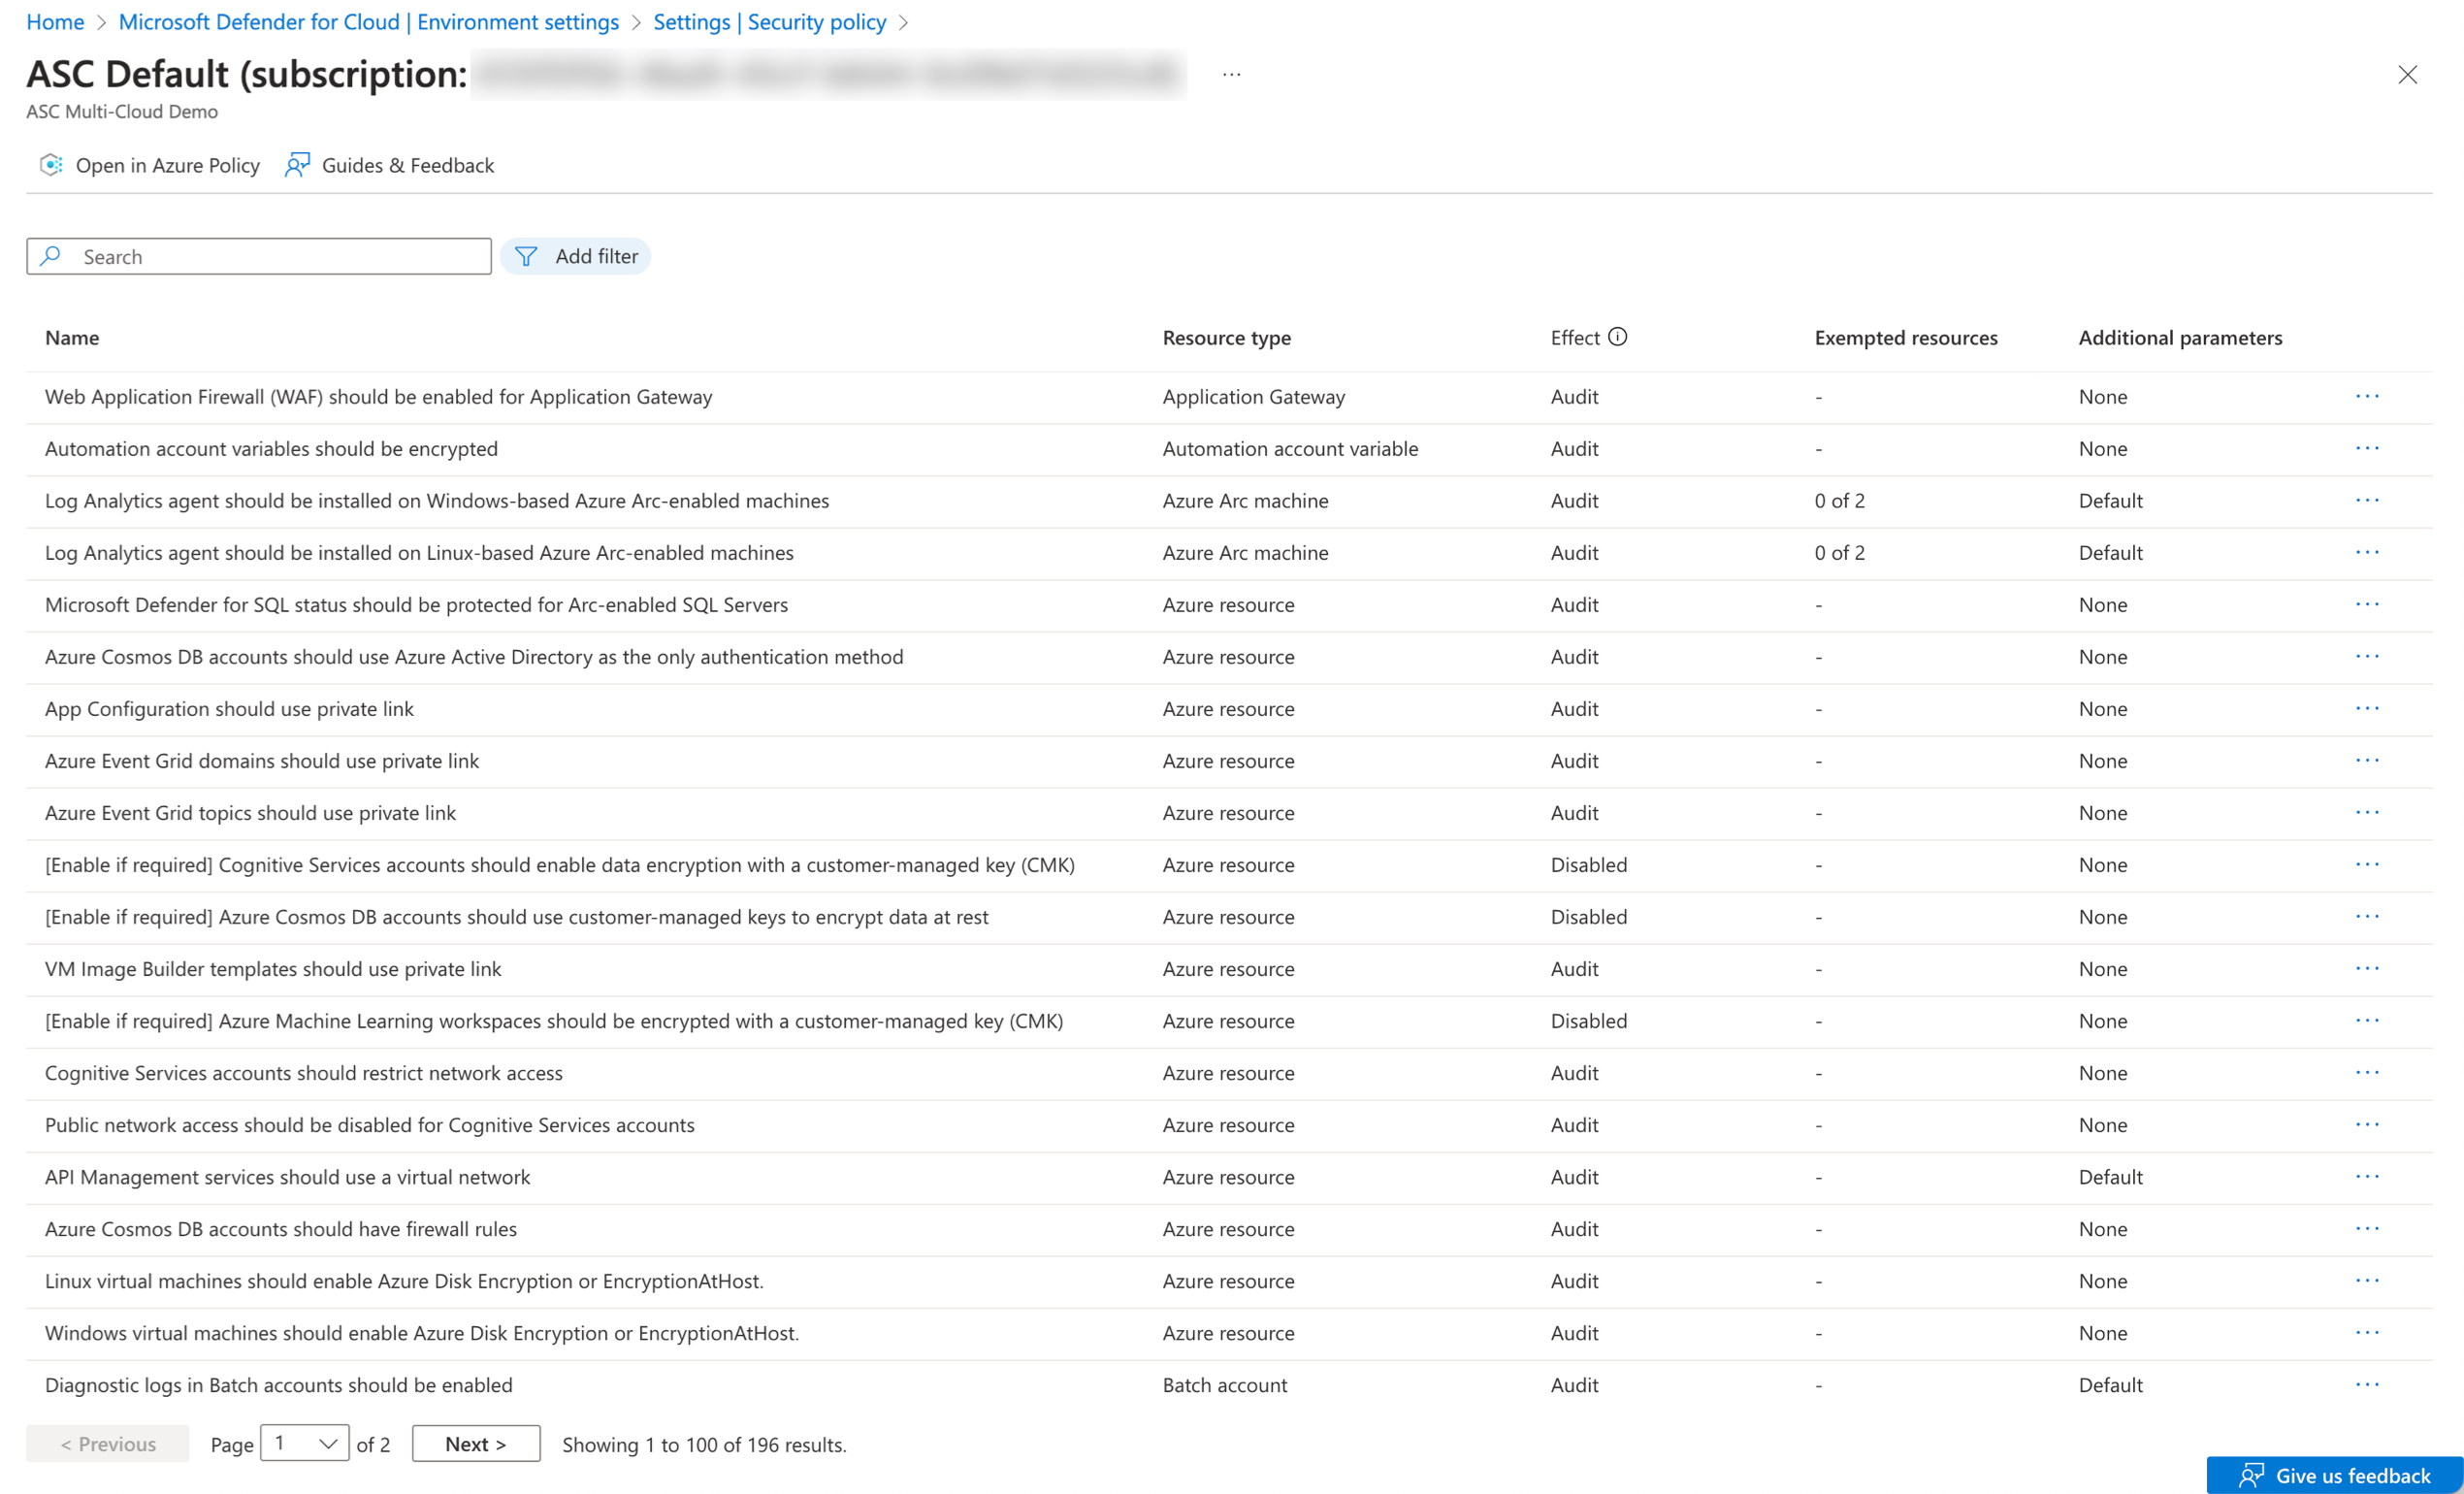 Home > Microsoft Defender for Cloud | Environment settings > Settings | Security policy >
ASC Default (subscription: ...
ASC Multi-Cloud Demo
Open in Azure Policy Guides & Feedback
Search Add filter
Name Resource type Effect Exempted resources Additional parameters
Web Application Firewall (WAF) should be enabled for Application Gateway Application Gateway Audit - None ...
Automation account variables should be encrypted Automation account variable Audit - None ...
Log Analytics agent should be installed on Windows-based Azure Arc-enabled machines Azure Arc machine Audit 0 of 2 Default ...
Log Analytics agent should be installed on Linux-based Azure Arc-enabled machines Azure Arc machine Audit 0 of 2 Default ...
Microsoft Defender for SQL status should be protected for Arc-enabled SQL Servers Azure resource Audit - None ...
Azure Cosmos DB accounts should use Azure Active Directory as the only authentication method Azure resource Audit - None ...
App Configuration should use private link Azure resource Audit - None ...
Azure Event Grid domains should use private link Azure resource Audit - None ...
Azure Event Grid topics should use private link Azure resource Audit - None ...
[Enable if required] Cognitive Services accounts should enable data encryption with a customer-managed key (CMK) Azure resource Disabled - None ...
[Enable if required] Azure Cosmos DB accounts should use customer-managed keys to encrypt data at rest Azure resource Disabled - None ...
VM Image Builder templates should use private link Azure resource Audit - None ...
[Enable if required] Azure Machine Learning workspaces should be encrypted with a customer-managed key (CMK) Azure resource Disabled - None ...
Cognitive Services accounts should restrict network access Azure resource Audit - None ...
Public network access should be disabled for Cognitive Services accounts Azure resource Audit - None ...
API Management services should use a virtual network Azure resource Audit - Default ...
Azure Cosmos DB accounts should have firewall rules Azure resource Audit - None ...
Linux virtual machines should enable Azure Disk Encryption or EncryptionAtHost. Azure resource Audit - None ...
Windows virtual machines should enable Azure Disk Encryption or EncryptionAtHost. Azure resource Audit - None ...
Diagnostic logs in Batch accounts should be enabled Batch account Audit - Default ...
< Previous Page 1 of 2 Next > Showing 1 to 100 of 196 results.
Give us feedback